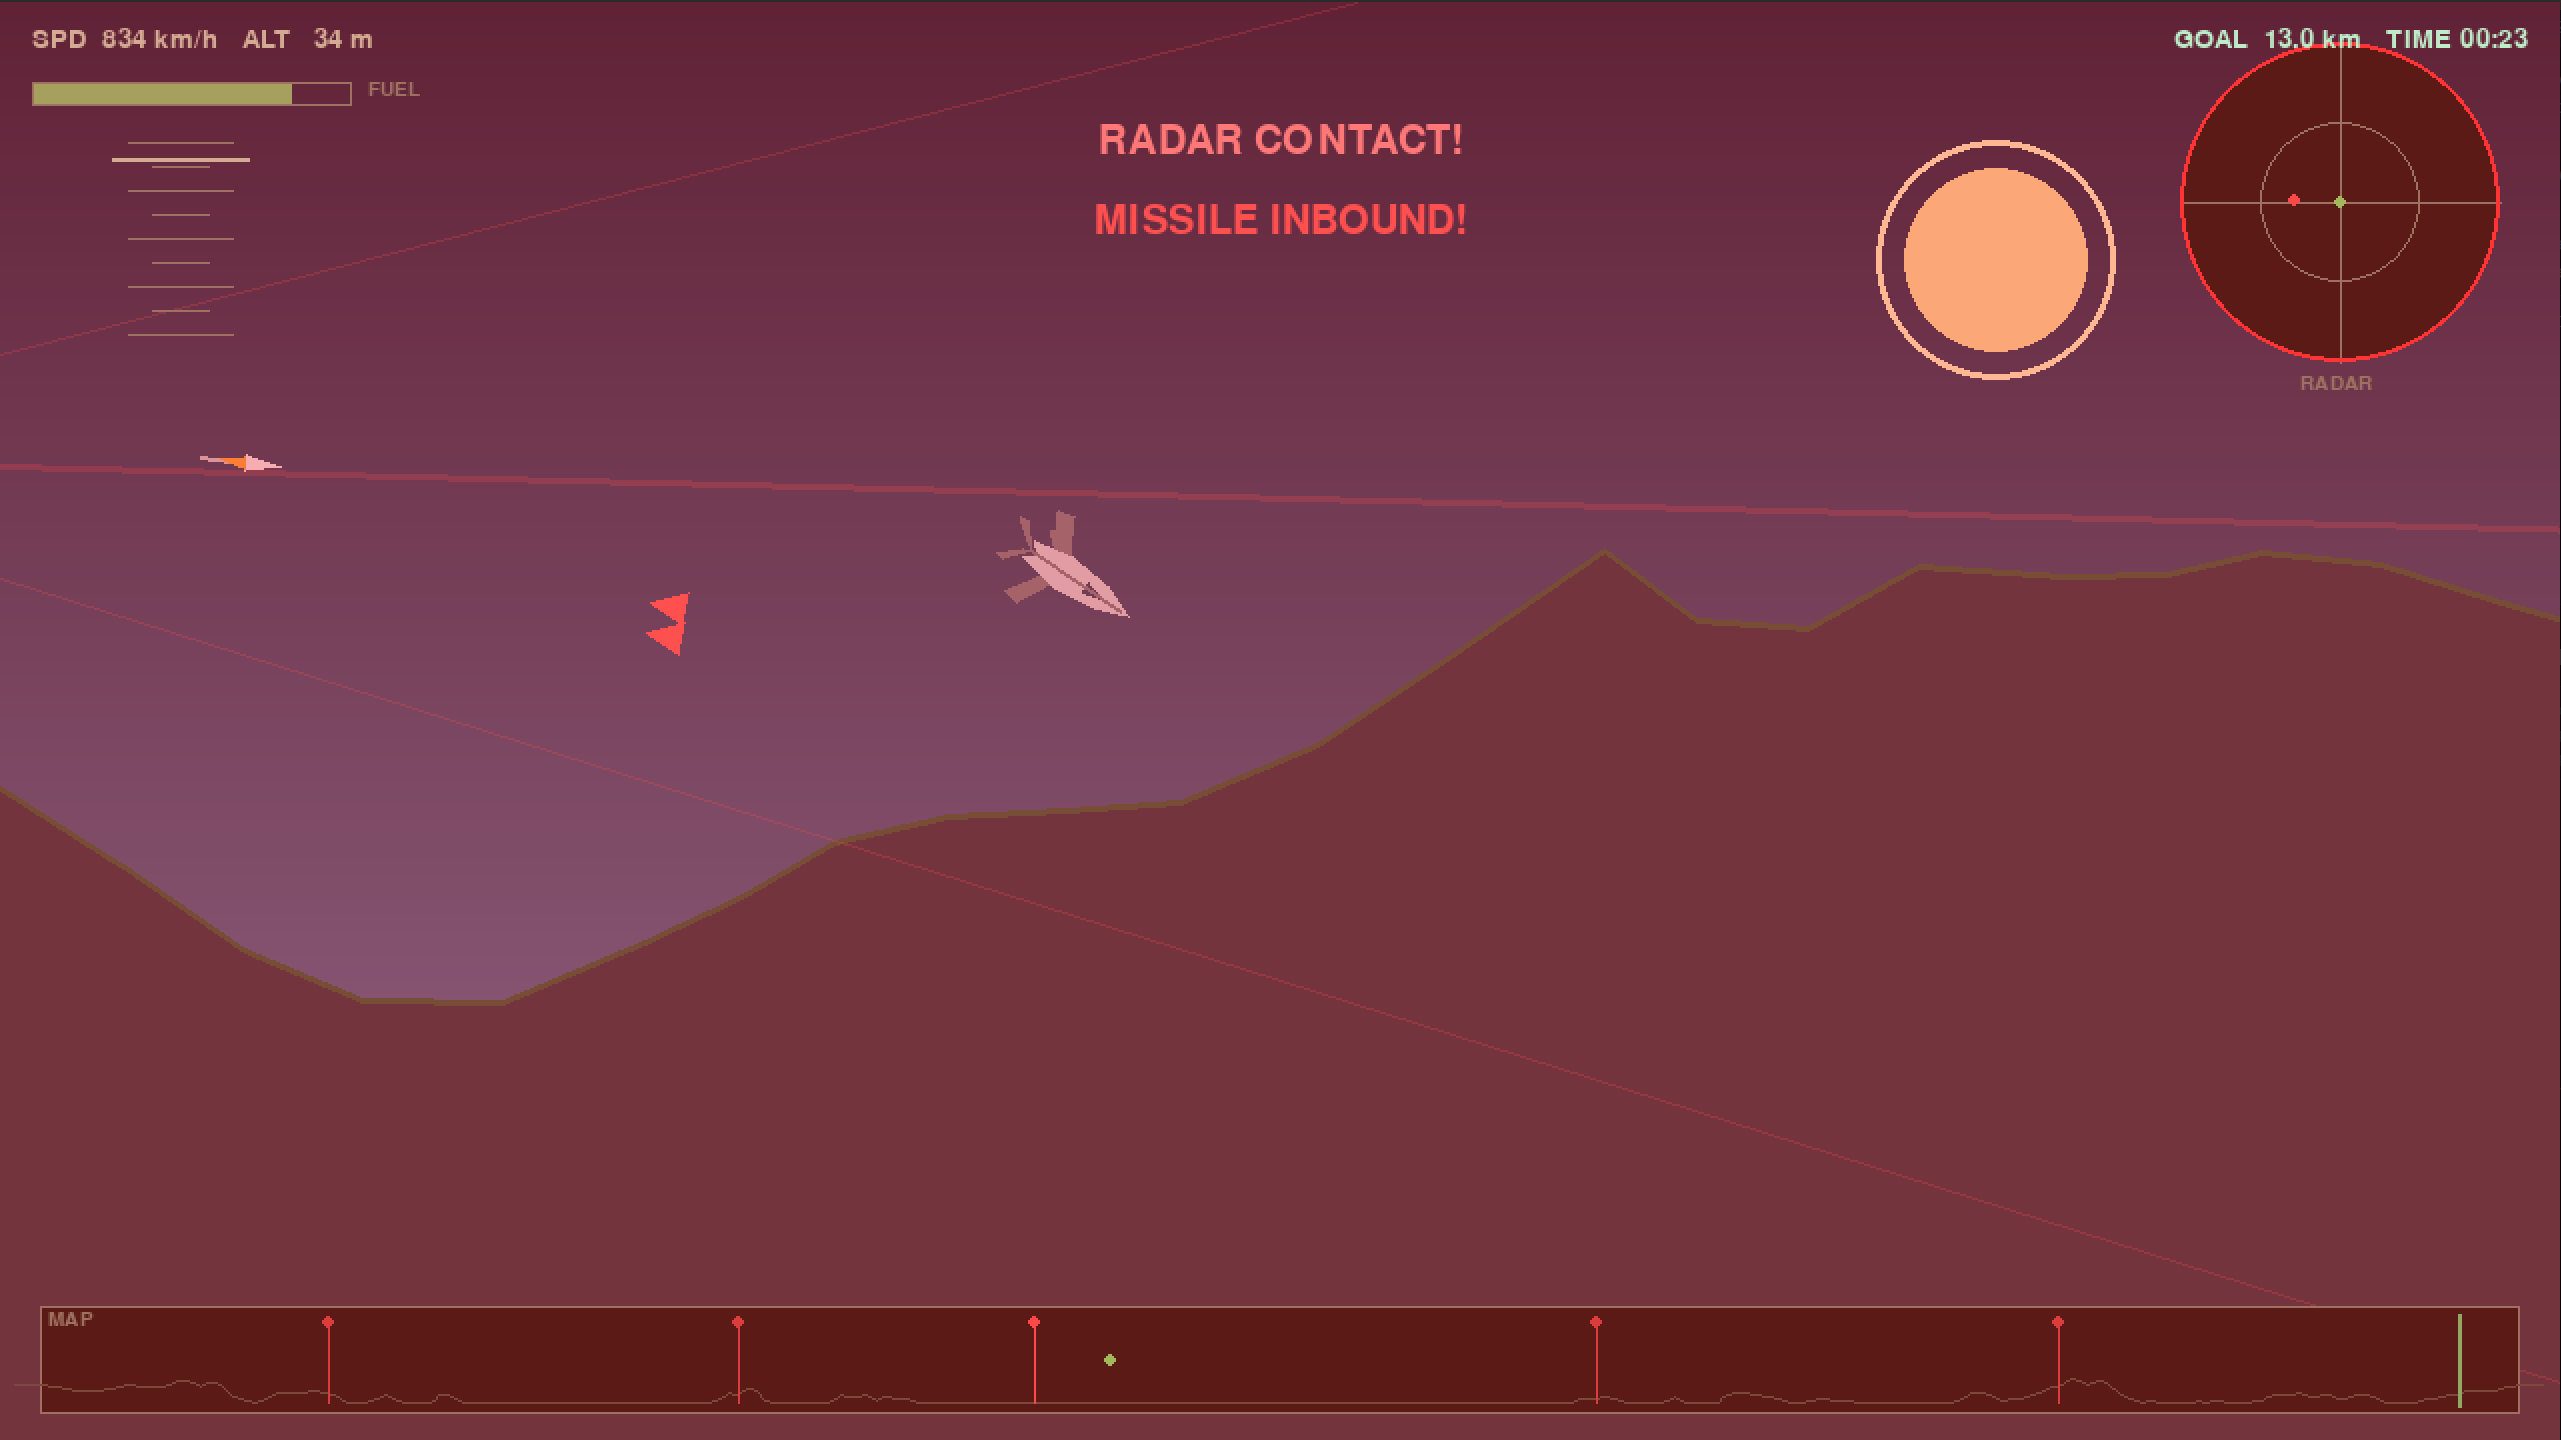 SPD 834 km/h ALT 34 m
GOAL 13.0 km TIME 00:23
FUEL
RADAR CONTACT!
MISSILE INBOUND!
RADAR
MAP